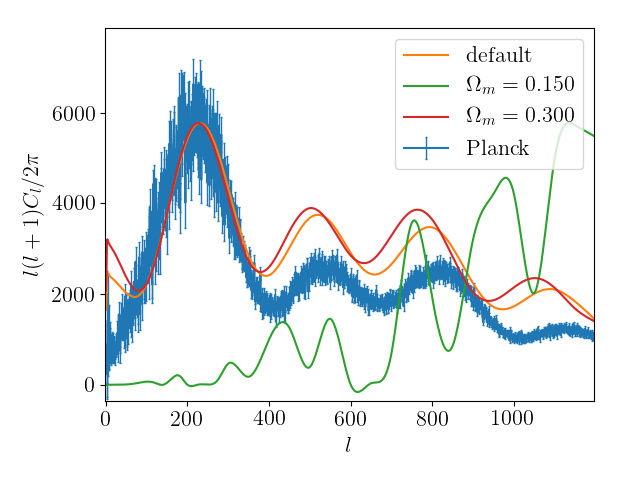 default
Ωm = 0.150
Ωm = 0.300
Planck
l(l + 1)Cl/2π
6000
4000
2000
0
0 200 400 600 800 1000
l